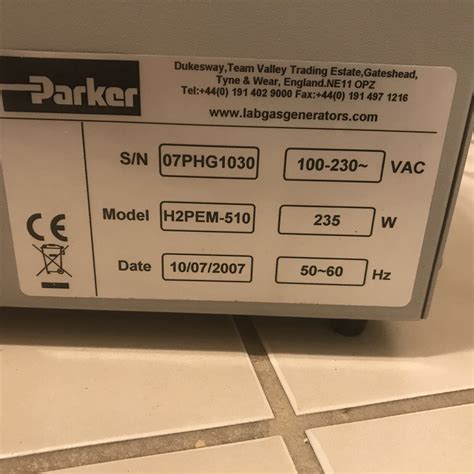 Parker
Dukesway,Team Valley Trading Estate,Gateshead,
Tyne & Wear, England.NE11 OPZ
Tel:+44(0) 191 402 9000 Fax:+44(0) 191 497 1216
www.labgasgenerators.com
S/N 07PHG1030 100-230~ VAC
Model H2PEM-510 235 W
Date 10/07/2007 50~60 Hz
CE